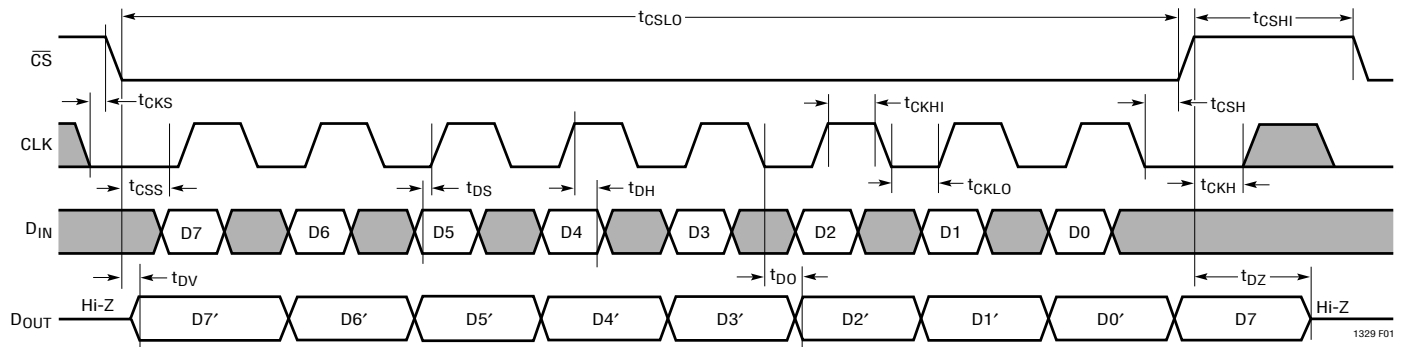 tCSLO tCSHI
CS
tCKS tCKHI tCSH
CLK
tCSS tDS tDH tCKLO tCKH
DIN D7 D6 D5 D4 D3 D2 D1 D0
tDV tDO tDZ
Hi-Z Hi-Z
DOUT D7′ D6′ D5′ D4′ D3′ D2′ D1′ D0′ D7
1329 F01